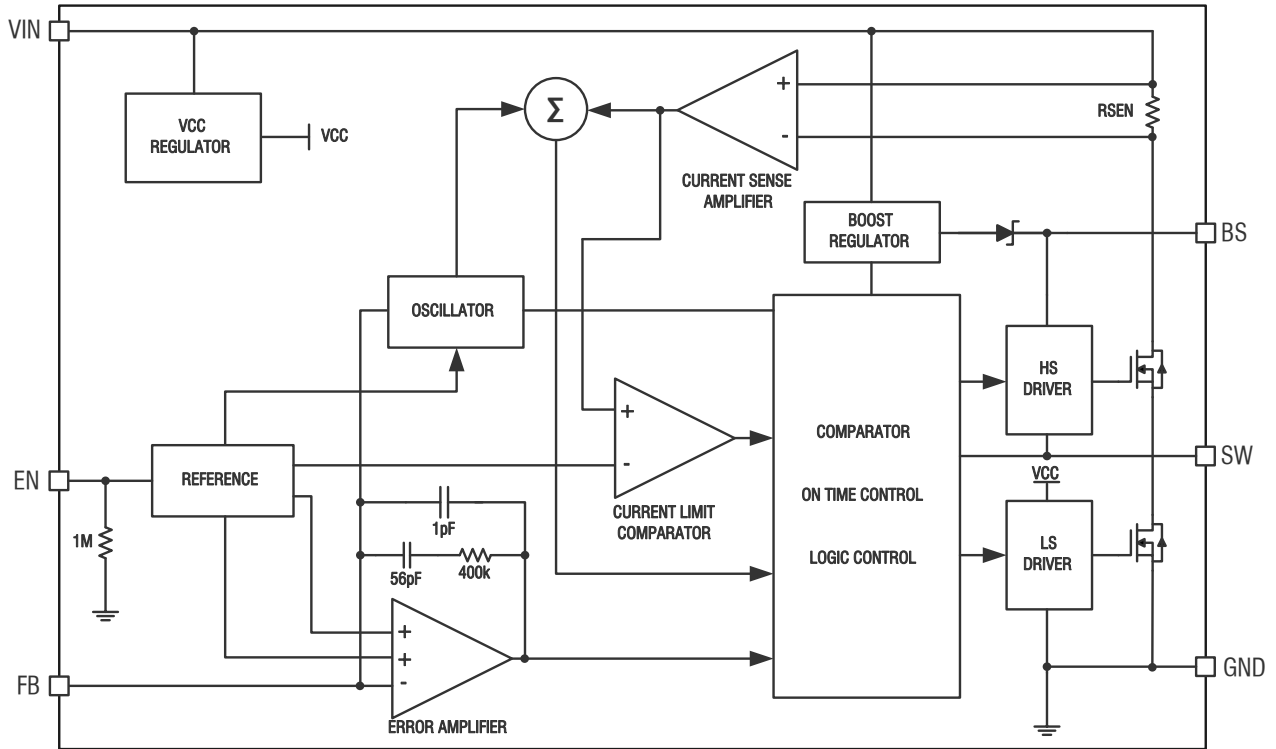 VIN
VCC
REGULATOR
VCC
Σ
+
-
CURRENT SENSE
AMPLIFIER
RSEN
BOOST
REGULATOR
BS
OSCILLATOR
HS
DRIVER
+
-
CURRENT LIMIT
COMPARATOR
COMPARATOR
ON TIME CONTROL
LOGIC CONTROL
SW
VCC
LS
DRIVER
EN
REFERENCE
1M
1pF
56pF
400k
+
+
-
ERROR AMPLIFIER
FB
GND